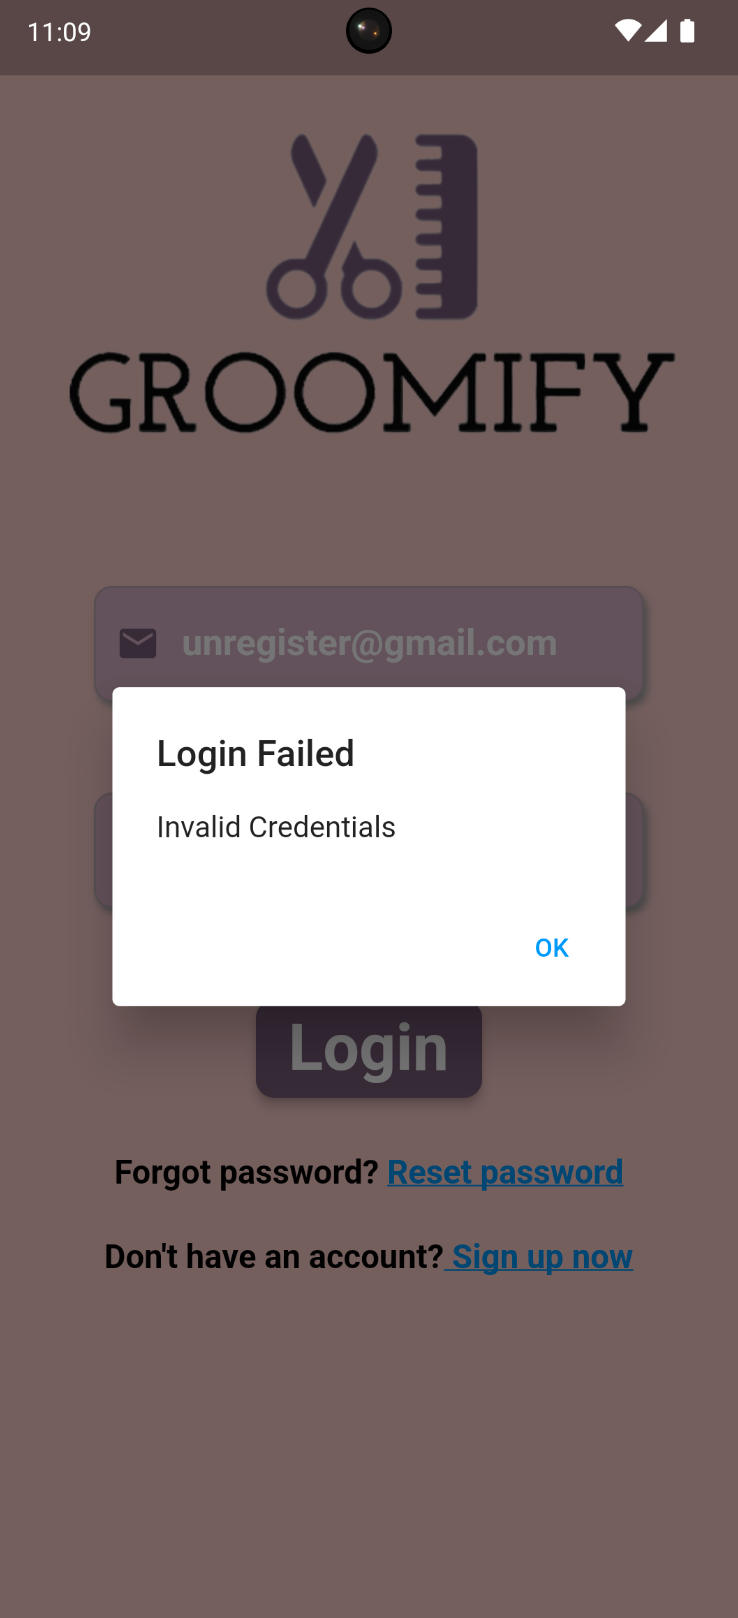 11:09
GROOMIFY
unregister@gmail.com
Login Failed
Invalid Credentials
OK
Login
Forgot password? Reset password
Don't have an account? Sign up now